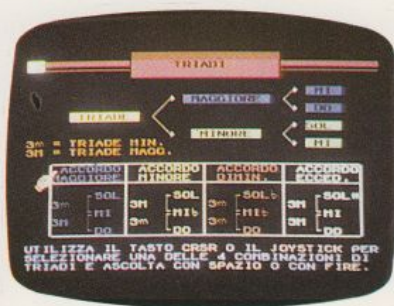 TRIADI
MI
MAGGIORE
DO
TRIADE
SOL
MINORE
MI
3m = TRIADE MIN.
3M = TRIADE MAGG.
ACCORDO MAGGIORE
ACCORDO MINORE
ACCORDO DIMIN.
ACCORDO ECCED.
SOL SOL SOL♭ SOL#
3m 3M 3m 3M
MI MI♭ MI♭ MI
3M 3m 3m 3M
DO DO DO DO
UTILIZZA IL TASTO CRSR O IL JOYSTICK PER
SELEZIONARE UNA DELLE 4 COMBINAZIONI DI
TRIADI E ASCOLTA CON SPAZIO O CON FIRE.